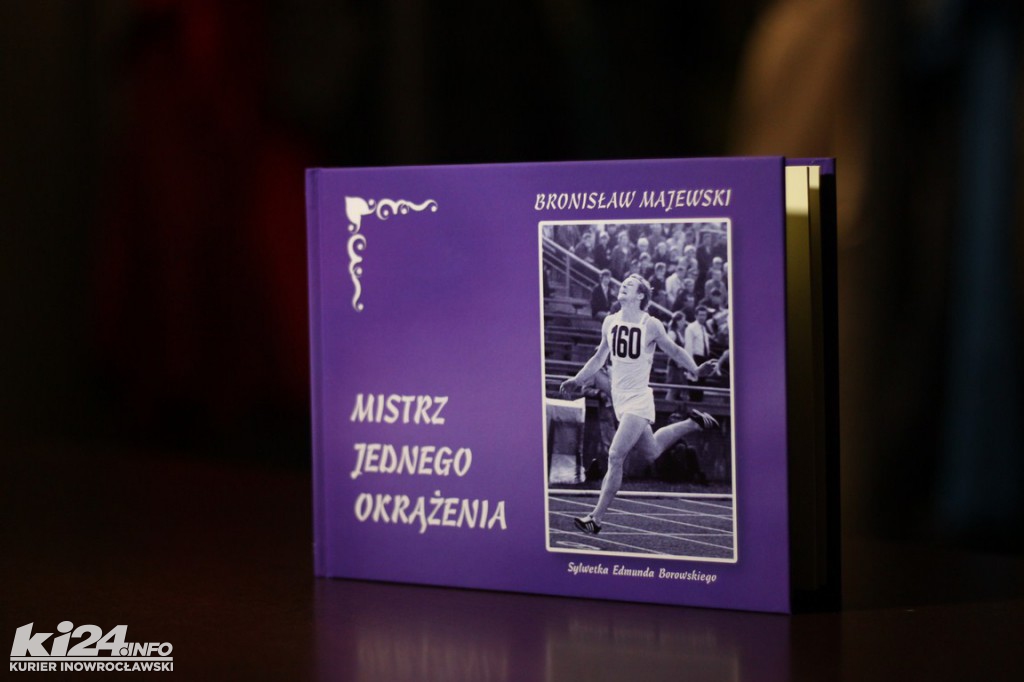 BRONISŁAW MAJEWSKI
160
MISTRZ
JEDNEGO
OKRĄŻENIA
Sylwetka Edmunda Borowskiego
ki24.INFO
KURIER INOWROCŁAWSKI